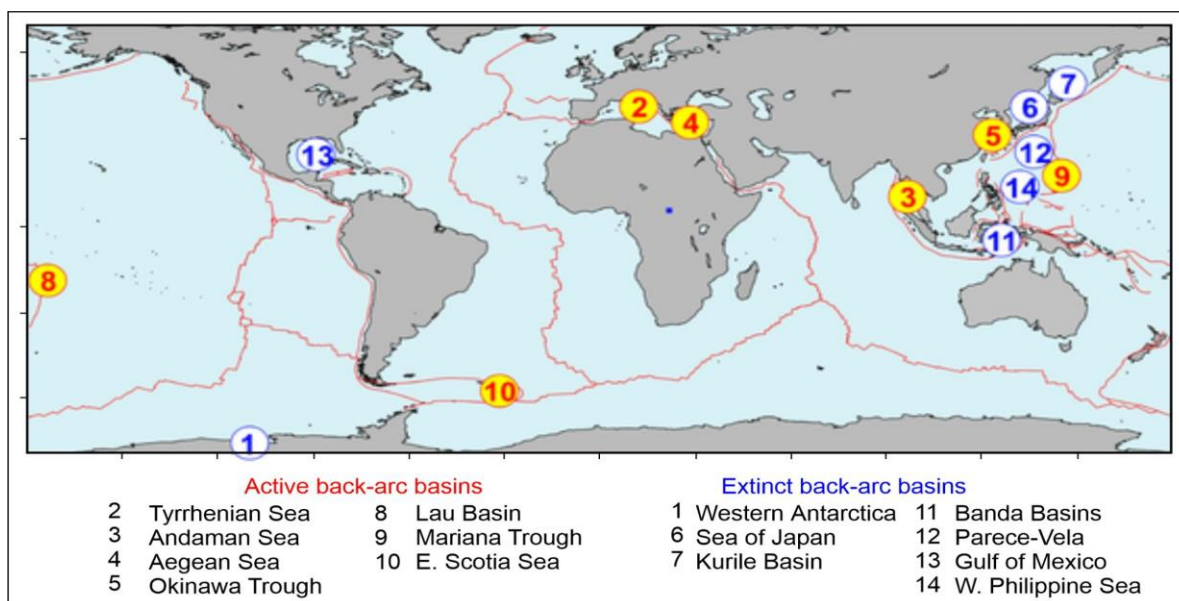 7
2
6
4
5
13
12
9
3
14
11
8
10
1
Active back-arc basins
Extinct back-arc basins
2 Tyrrhenian Sea
3 Andaman Sea
4 Aegean Sea
5 Okinawa Trough
8 Lau Basin
9 Mariana Trough
10 E. Scotia Sea
1 Western Antarctica
6 Sea of Japan
7 Kurile Basin
11 Banda Basins
12 Parece-Vela
13 Gulf of Mexico
14 W. Philippine Sea